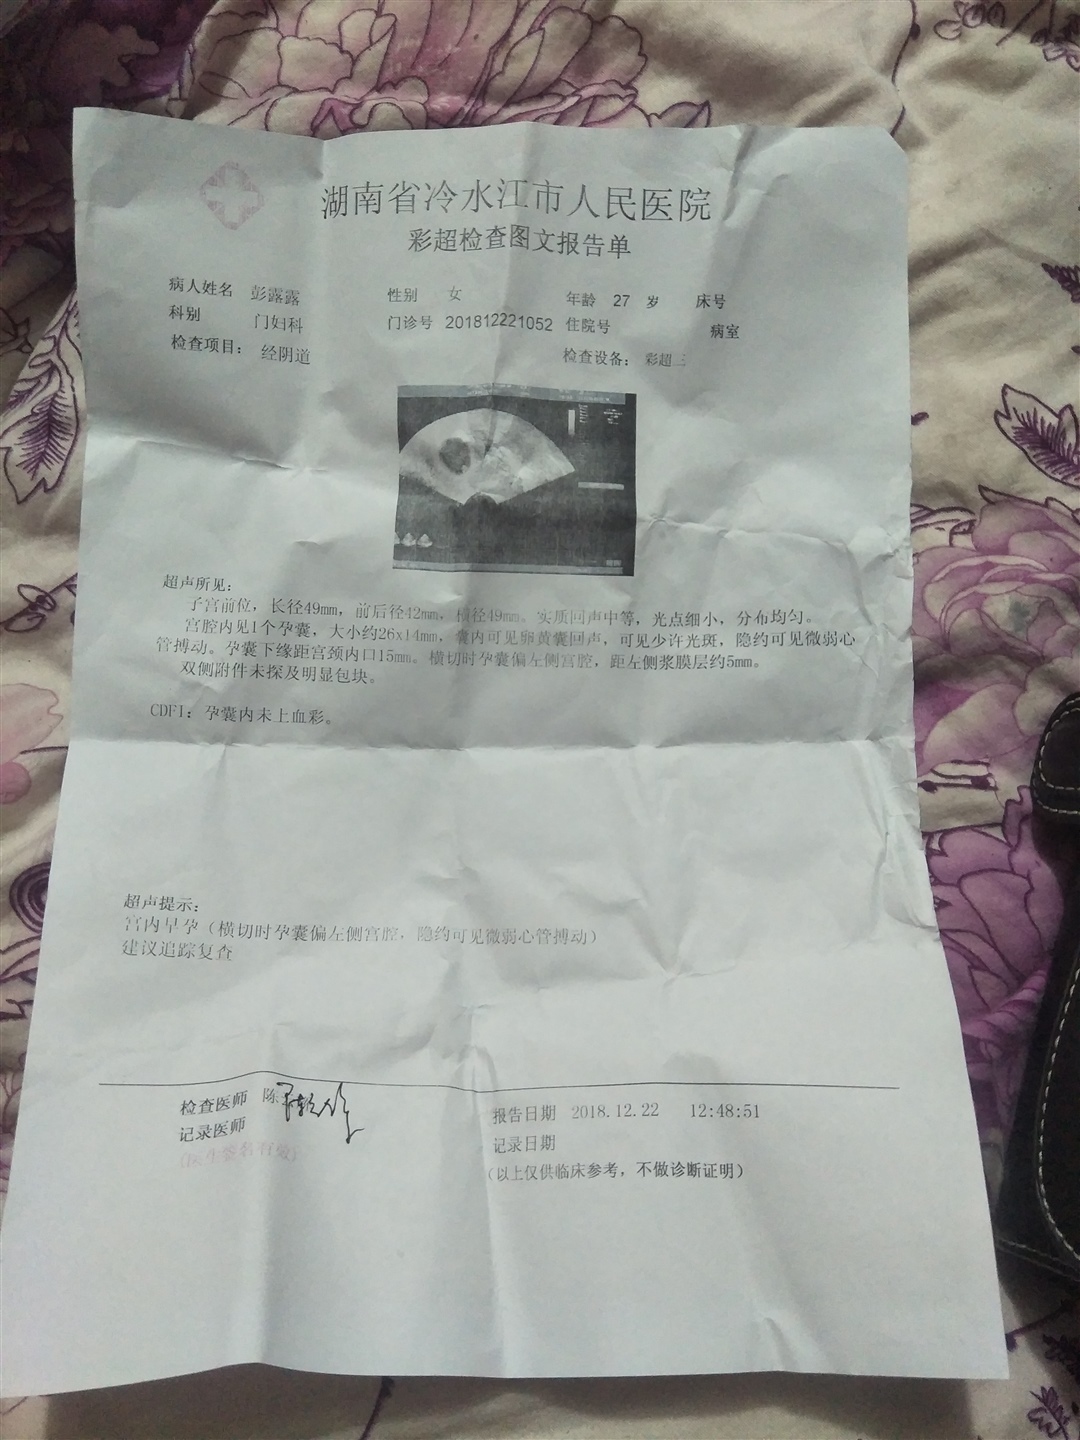 湖南省冷水江市人民医院
彩超检查图文报告单
病人姓名 彭露露 性别 女 年龄 27 岁 床号
科别 门妇科 门诊号 201812221052 住院号 病室
检查项目： 经阴道 检查设备： 彩超三
超声所见：
子宫前位，长径49mm，前后径42mm，横径49mm。实质回声中等，光点细小，分布均匀。
宫腔内见1个孕囊，大小约26x14mm，囊内可见卵黄囊回声，可见少许光斑，隐约可见微弱心
管搏动。孕囊下缘距宫颈内口15mm。横切时孕囊偏左侧宫腔，距左侧浆膜层约5mm。
双侧附件未探及明显包块。
CDFI：孕囊内未上血彩。
超声提示：
宫内早孕（横切时孕囊偏左侧宫腔，隐约可见微弱心管搏动）
建议追踪复查
检查医师 陈 报告日期 2018.12.22 12:48:51
记录医师 记录日期
(医生签名有效) (以上仅供临床参考，不做诊断证明)